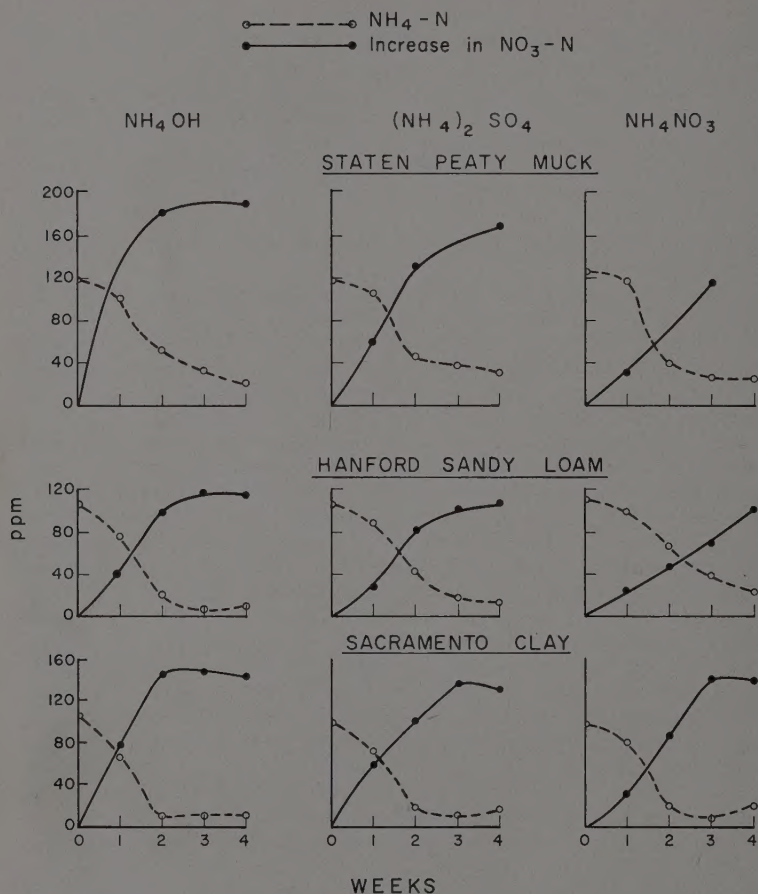 NH₄-N
Increase in NO₃-N
NH₄OH
(NH₄)₂ SO₄
NH₄NO₃
STATEN PEATY MUCK
200
160
120
80
40
0
HANFORD SANDY LOAM
ppm
120
80
40
0
SACRAMENTO CLAY
160
80
40
0
0 1 2 3 4
0 1 2 3 4
0 1 2 3 4
WEEKS